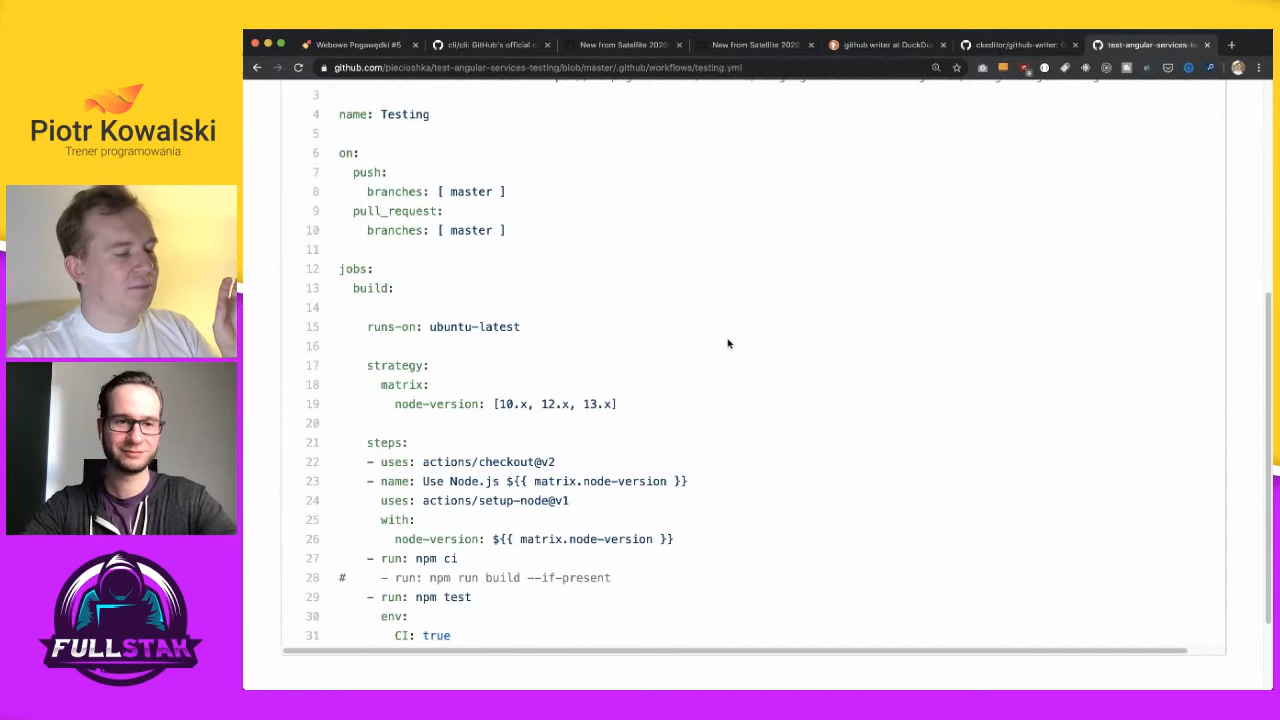 Piotr Kowalski
Trener programowania
FULLSTAK
Webowe Pogawędki #5
cli/cli: GitHub's official c
New from Satellite 2020
New from Satellite 2020
github writer at DuckDuc
ckeditor/github-writer: G
test-angular-services-te
github.com/piecioshka/test-angular-services-testing/blob/master/.github/workflows/testing.yml
3
4 name: Testing
5
6 on:
7 push:
8 branches: [ master ]
9 pull_request:
10 branches: [ master ]
11
12 jobs:
13 build:
14
15 runs-on: ubuntu-latest
16
17 strategy:
18 matrix:
19 node-version: [10.x, 12.x, 13.x]
20
21 steps:
22 - uses: actions/checkout@v2
23 - name: Use Node.js ${{ matrix.node-version }}
24 uses: actions/setup-node@v1
25 with:
26 node-version: ${{ matrix.node-version }}
27 - run: npm ci
28 # - run: npm run build --if-present
29 - run: npm test
30 env:
31 CI: true